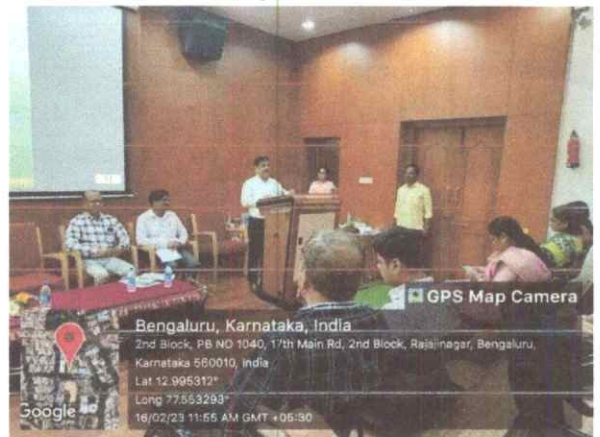 GPS Map Camera
Bengaluru, Karnataka, India
2nd Block, PB NO 1040, 17th Main Rd, 2nd Block, Rajajinagar, Bengaluru,
Karnataka 560010, India
Lat 12.995312°
Long 77.553293°
16/02/23 11:55 AM GMT +05:30
Google